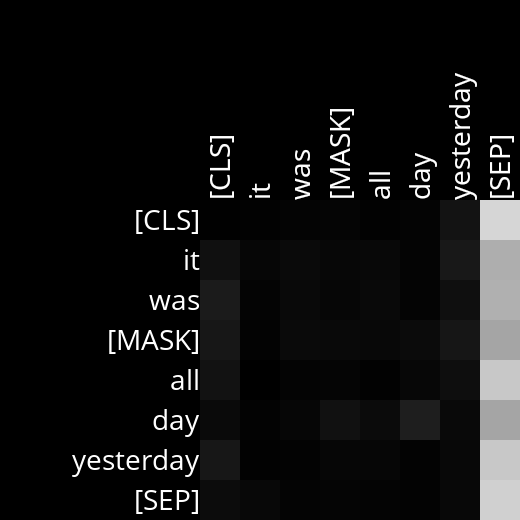 [CLS] it was [MASK] all day yesterday [SEP]
[CLS]
it
was
[MASK]
all
day
yesterday
[SEP]